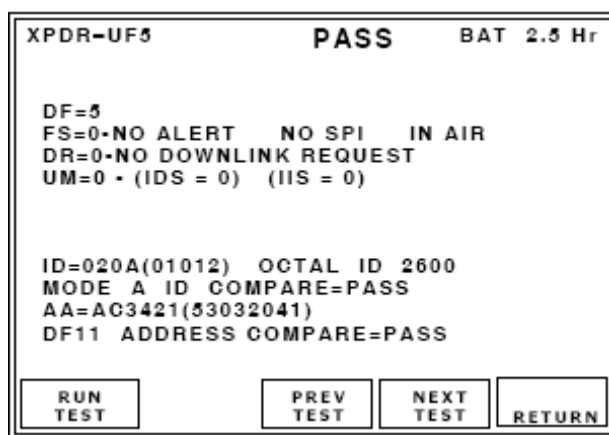 XPDR-UF5 PASS BAT 2.5 Hr
DF=5
FS=0-NO ALERT NO SPI IN AIR
DR=0-NO DOWNLINK REQUEST
UM=0 - (IDS = 0) (IIS = 0)
ID=020A(01012) OCTAL ID 2600
MODE A ID COMPARE=PASS
AA=AC3421(53032041)
DF11 ADDRESS COMPARE=PASS
RUN TEST
PREV TEST
NEXT TEST
RETURN